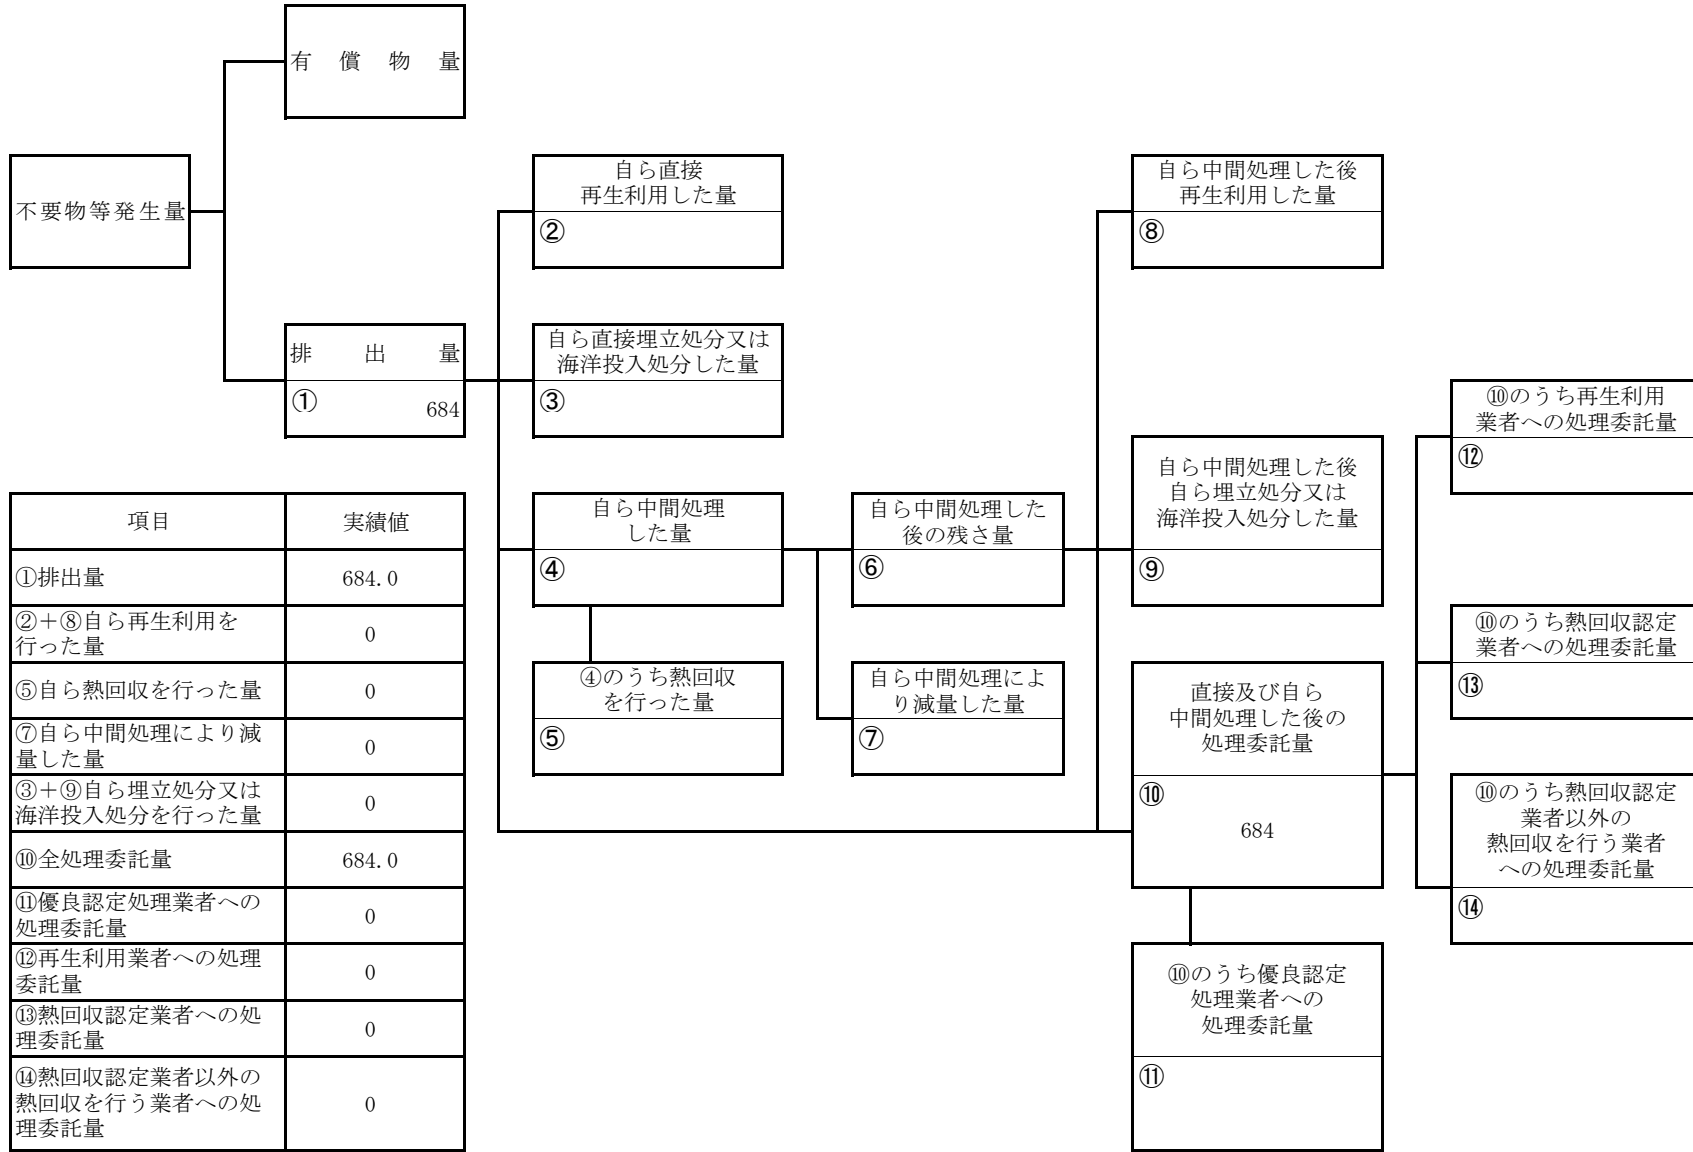 有償物量
不要物等発生量
排出量
①
684
自ら直接
再生利用した量
②
自ら直接埋立処分又は
海洋投入処分した量
③
自ら中間処理
した量
④
④のうち熱回収
を行った量
⑤
自ら中間処理した
後の残さ量
⑥
自ら中間処理によ
り減量した量
⑦
自ら中間処理した後
再生利用した量
⑧
自ら中間処理した後
自ら埋立処分又は
海洋投入処分した量
⑨
直接及び自ら
中間処理した後の
処理委託量
⑩
684
⑩のうち優良認定
処理業者への
処理委託量
⑪
⑩のうち再生利用
業者への処理委託量
⑫
⑩のうち熱回収認定
業者への処理委託量
⑬
⑩のうち熱回収認定
業者以外の
熱回収を行う業者
への処理委託量
⑭
項目 実績値
①排出量 684.0
②＋⑧自ら再生利用を
行った量
0
⑤自ら熱回収を行った量 0
⑦自ら中間処理により減
量した量
0
③＋⑨自ら埋立処分又は
海洋投入処分を行った量
0
⑩全処理委託量 684.0
⑪優良認定処理業者への
処理委託量
0
⑫再生利用業者への処理
委託量
0
⑬熱回収認定業者への処
理委託量
0
⑭熱回収認定業者以外の
熱回収を行う業者への処
理委託量
0